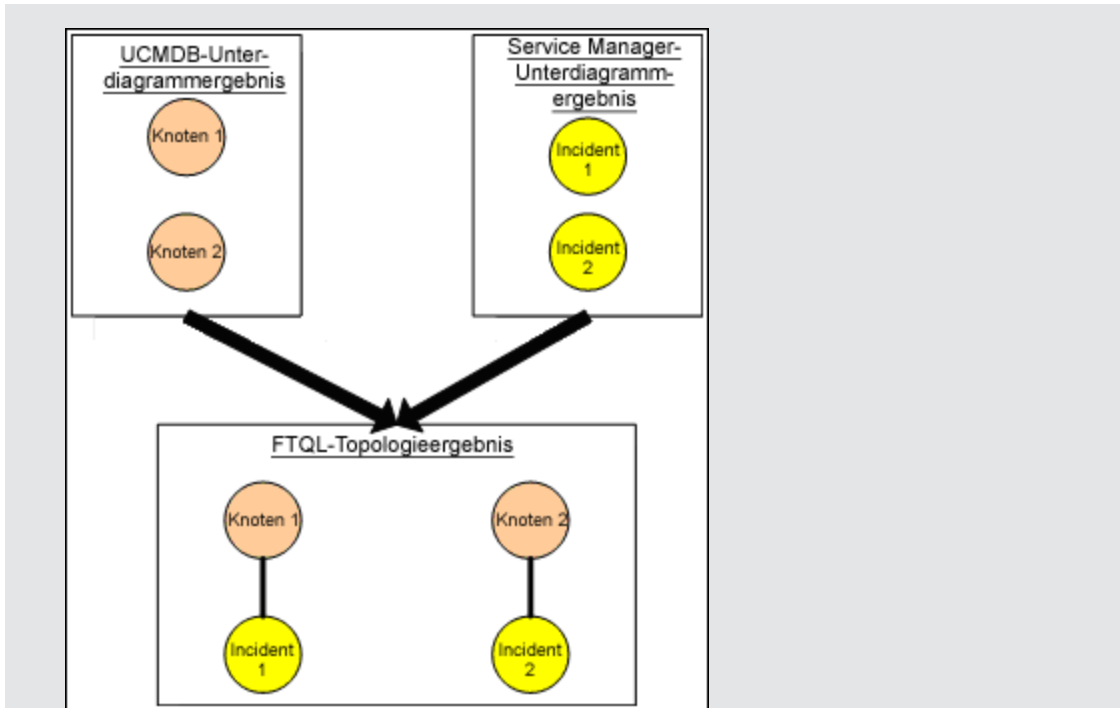 UCMDB-Unter-
diagrammergebnis
Knoten 1
Knoten 2
Service Manager-
Unterdiagramm-
ergebnis
Incident
1
Incident
2
FTQL-Topologieergebnis
Knoten 1
Knoten 2
Incident
1
Incident
2